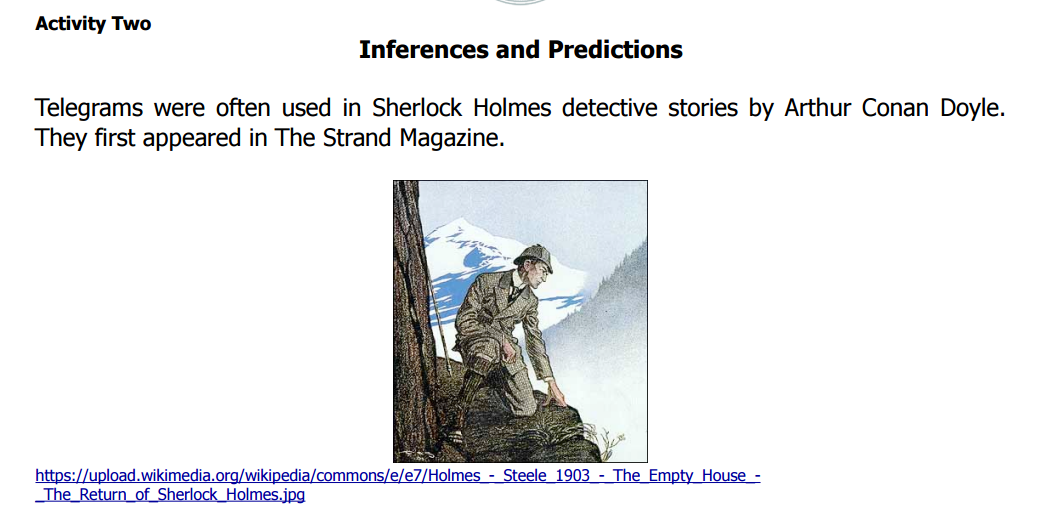 Activity Two
Inferences and Predictions
Telegrams were often used in Sherlock Holmes detective stories by Arthur Conan Doyle.
They first appeared in The Strand Magazine.
https://upload.wikimedia.org/wikipedia/commons/e/e7/Holmes_-_Steele_1903_-_The_Empty_House_-
_The_Return_of_Sherlock_Holmes.jpg